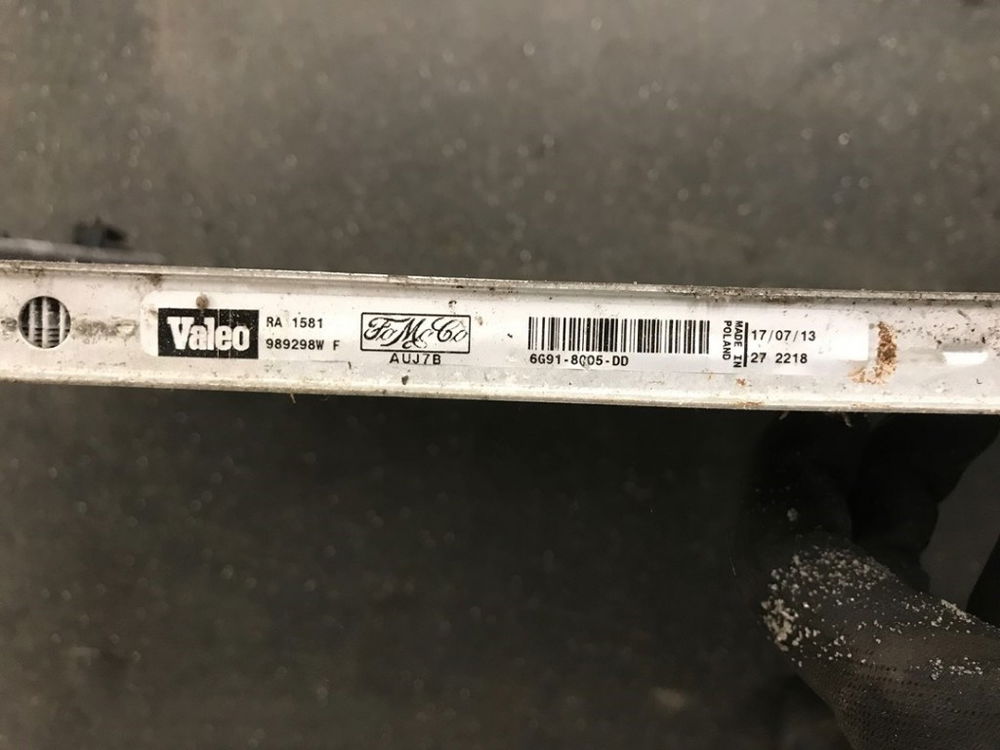 Valeo
RA 1581
989298W F
FoMoCo
AUJ7B
6G91-8005-DD
MADE IN
POLAND
17/07/13
27 2218